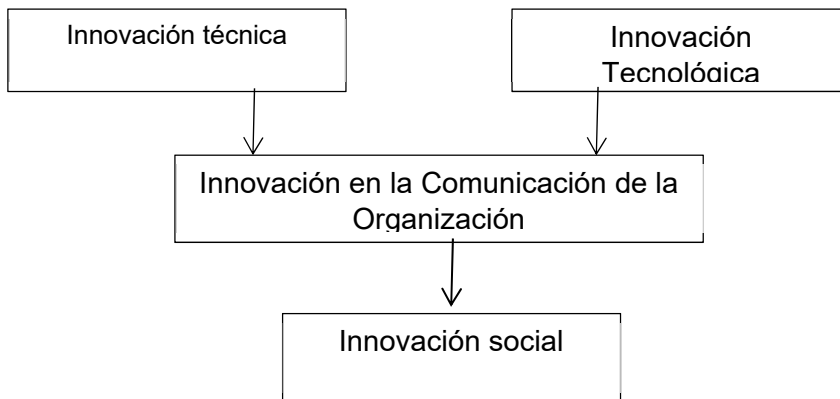 Innovación técnica
Innovación
Tecnológica
Innovación en la Comunicación de la
Organización
Innovación social